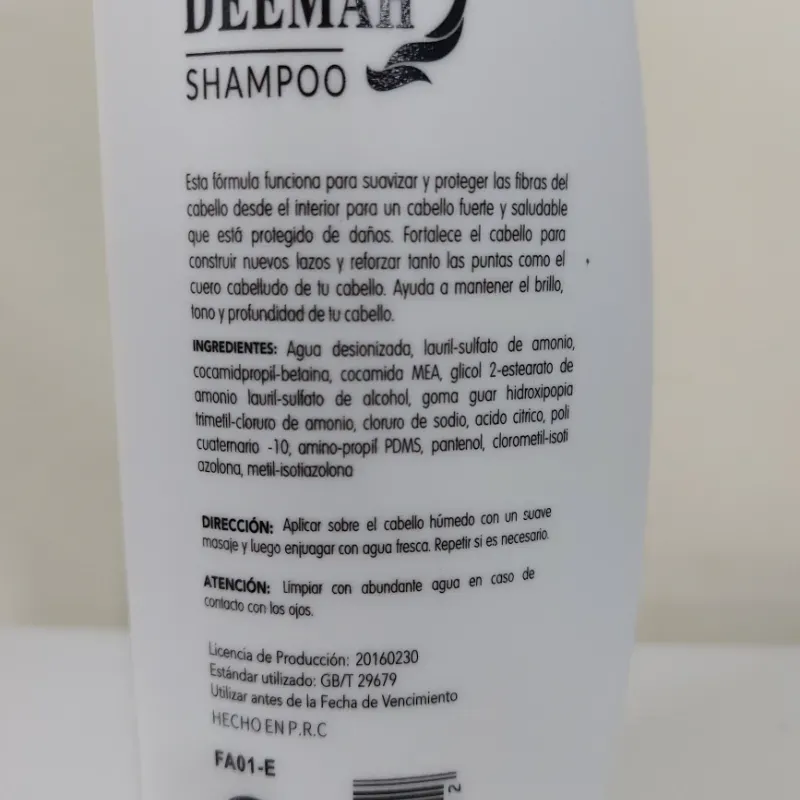 DEEMAH
SHAMPOO
Esta fórmula funciona para suavizar y proteger las fibras del
cabello desde el interior para un cabello fuerte y saludable
que está protegido de daños. Fortalece el cabello para
construir nuevos lazos y reforzar tanto las puntas como el
cuero cabelludo de tu cabello. Ayuda a mantener el brillo,
tono y profundidad de tu cabello.
INGREDIENTES: Agua desionizada, lauril-sulfato de amonio,
cocamidpropil-betaina, cocamida MEA, glicol 2-estearato de
amonio lauril-sulfato de alcohol, goma guar hidroxipopia
trimetil-cloruro de amonio, cloruro de sodio, acido citrico, poli
cuaternario -10, amino-propil PDMS, pantenol, clorometil-isoti
azolona, metil-isotiazolona
DIRECCIÓN: Aplicar sobre el cabello húmedo con un suave
masaje y luego enjuagar con agua fresca. Repetir si es necesario.
ATENCIÓN: Limpiar con abundante agua en caso de
contacto con los ojos.
Licencia de Producción: 20160230
Estándar utilizado: GB/T 29679
Utilizar antes de la Fecha de Vencimiento
HECHO EN P.R.C
FA01-E
2